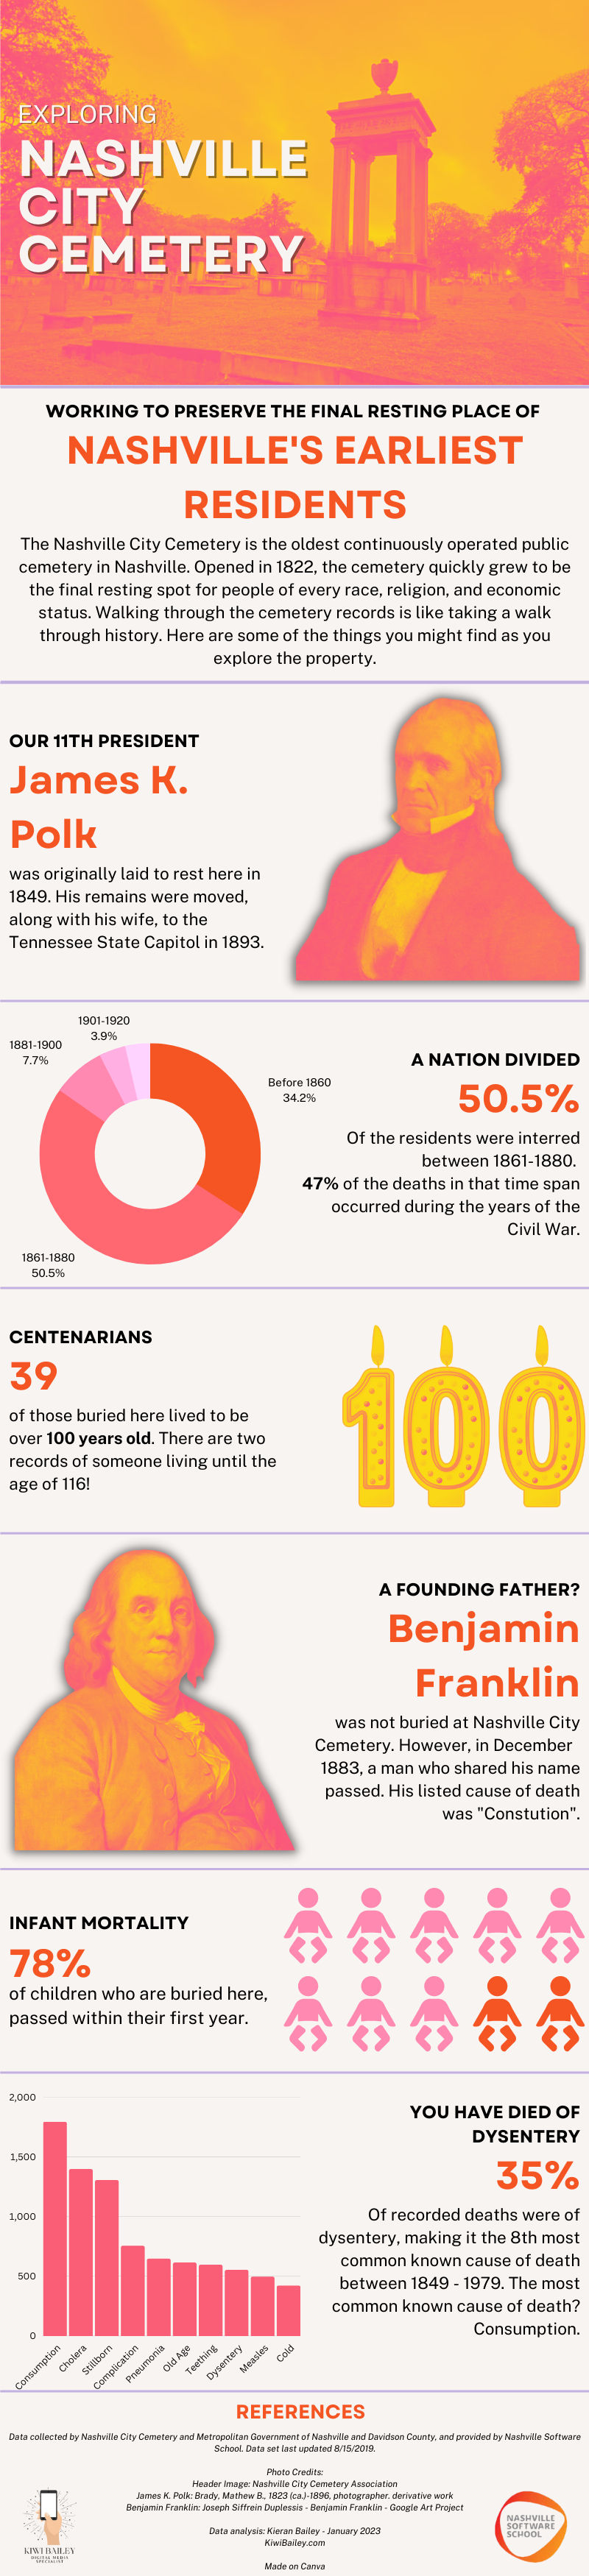 EXPLORING
NASHVILLE
CITY
CEMETERY
WORKING TO PRESERVE THE FINAL RESTING PLACE OF
NASHVILLE'S EARLIEST
RESIDENTS
The Nashville City Cemetery is the oldest continuously operated public
cemetery in Nashville. Opened in 1822, the cemetery quickly grew to be
the final resting spot for people of every race, religion, and economic
status. Walking through the cemetery records is like taking a walk
through history. Here are some of the things you might find as you
explore the property.
OUR 11TH PRESIDENT
James K.
Polk
was originally laid to rest here in
1849. His remains were moved,
along with his wife, to the
Tennessee State Capitol in 1893.
1901-1920
3.9%
1881-1900
7.7%
Before 1860
34.2%
1861-1880
50.5%
A NATION DIVIDED
50.5%
Of the residents were interred
between 1861-1880.
47% of the deaths in that time span
occurred during the years of the
Civil War.
CENTENARIANS
39
of those buried here lived to be
over 100 years old. There are two
records of someone living until the
age of 116!
100
A FOUNDING FATHER?
Benjamin
Franklin
was not buried at Nashville City
Cemetery. However, in December
1883, a man who shared his name
passed. His listed cause of death
was "Constution".
INFANT MORTALITY
78%
of children who are buried here,
passed within their first year.
2,000
1,500
1,000
500
0
Consumption
Cholera
Stillborn
Complication
Pneumonia
Old Age
Teething
Dysentery
Measles
Cold
YOU HAVE DIED OF
DYSENTERY
35%
Of recorded deaths were of
dysentery, making it the 8th most
common known cause of death
between 1849 - 1979. The most
common known cause of death?
Consumption.
REFERENCES
Data collected by Nashville City Cemetery and Metropolitan Government of Nashville and Davidson County, and provided by Nashville Software
School. Data set last updated 8/15/2019.
Photo Credits:
Header Image: Nashville City Cemetery Association
James K. Polk: Brady, Mathew B., 1823 (ca.)-1896, photographer. derivative work
Benjamin Franklin: Joseph Siffrein Duplessis - Benjamin Franklin - Google Art Project
Data analysis: Kieran Bailey - January 2023
KiwiBailey.com
Made on Canva
KIWI BAILEY
DIGITAL MEDIA
SPECIALIST
NASHVILLE
SOFTWARE
SCHOOL